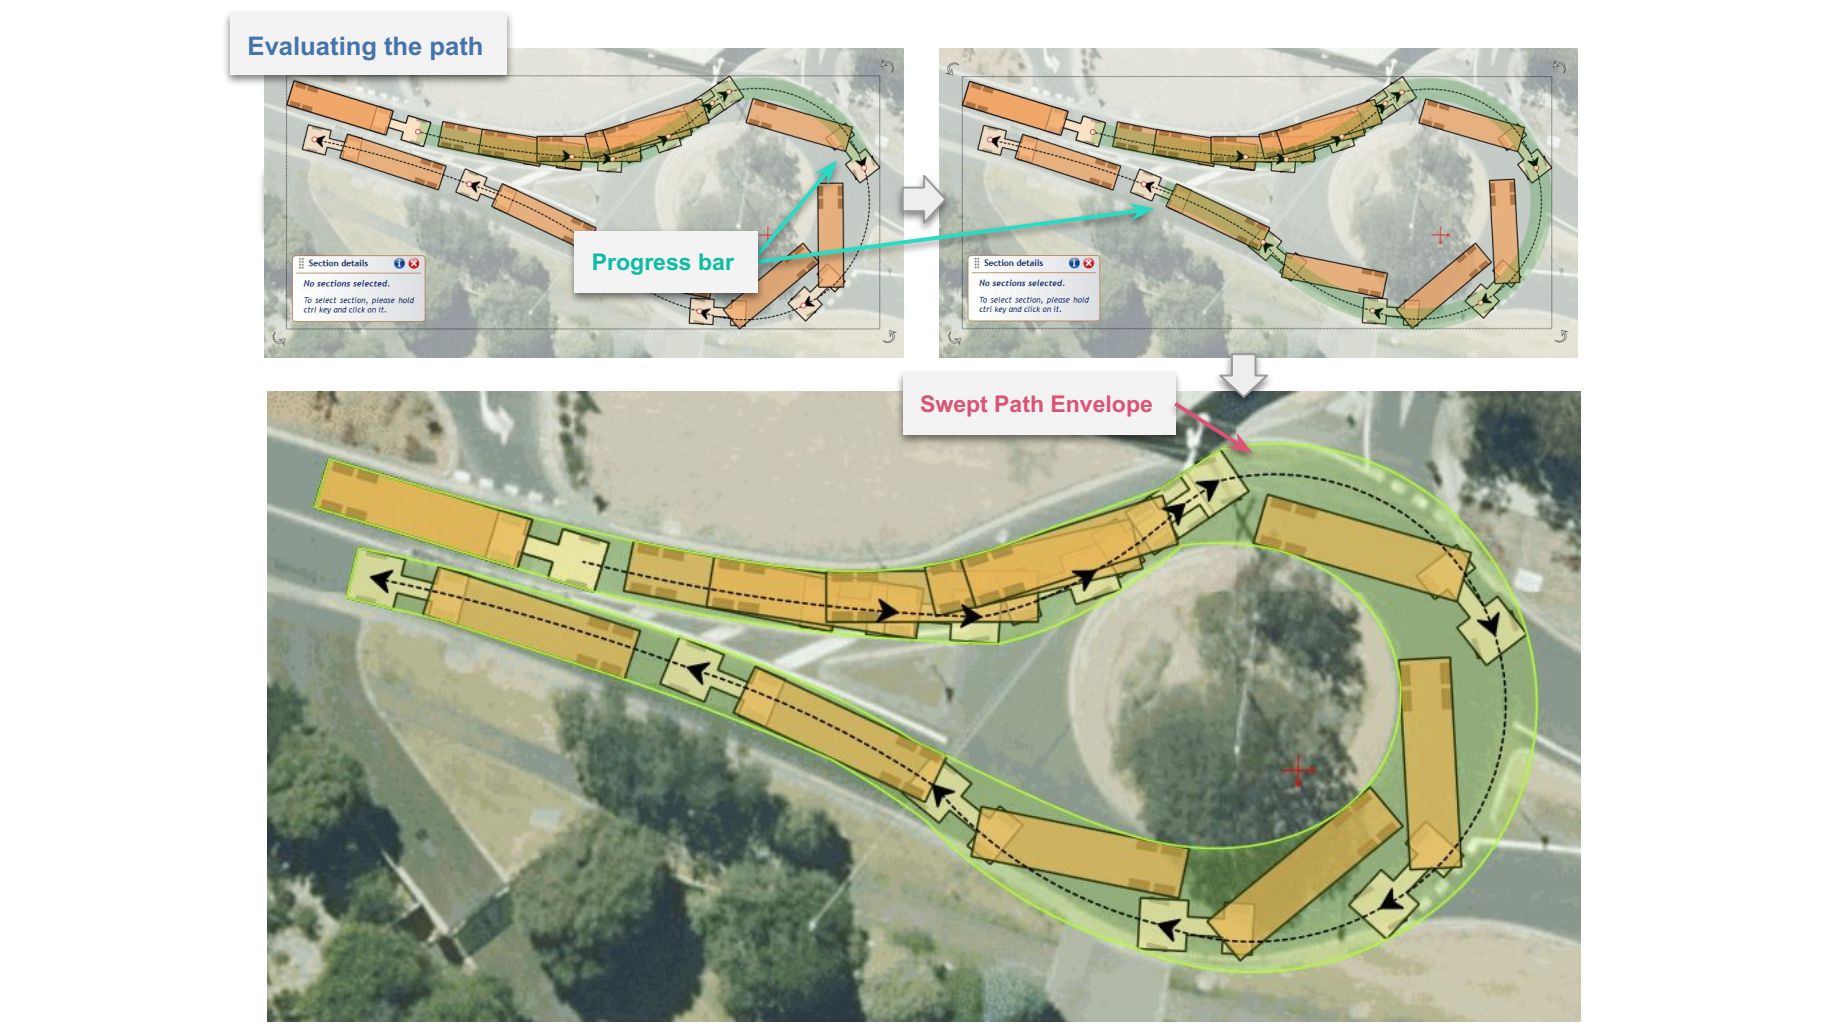 Evaluating the path
Section details
No sections selected.
To select section, please hold
ctrl key and click on it.
Progress bar
Section details
No sections selected.
To select section, please hold
ctrl key and click on it.
Swept Path Envelope